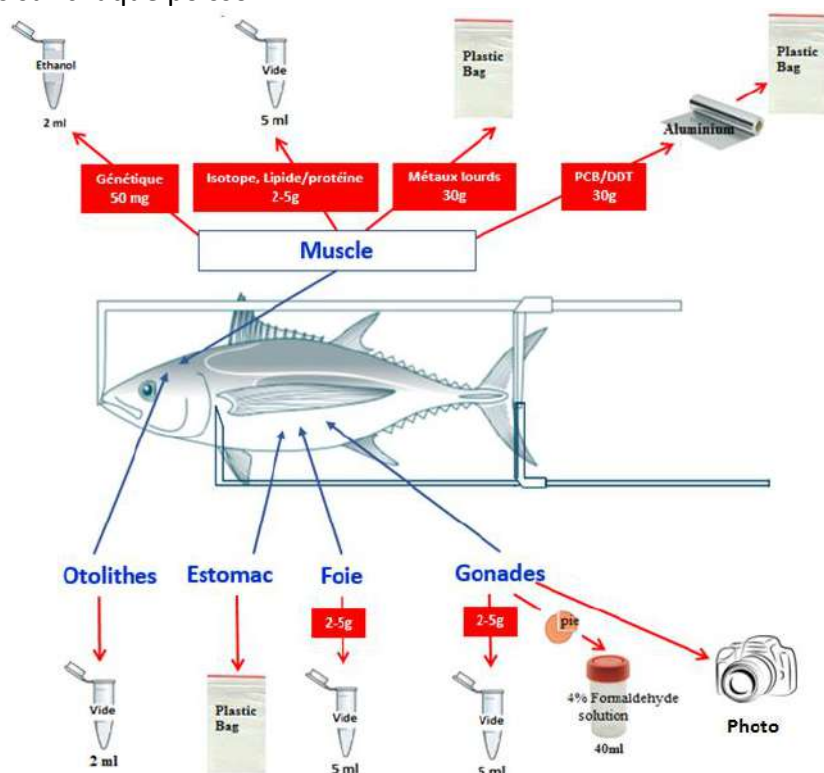 Ethanol
2 ml
Vide
5 ml
Plastic
Bag
Plastic
Bag
Aluminium
Génétique
50 mg
Isotope, Lipide/protéine
2-5g
Métaux lourds
30g
PCB/DDT
30g
Muscle
Otolithes
Estomac
Foie
Gonades
2-5g
2-5g
pie
Vide
2 ml
Plastic
Bag
Vide
5 ml
Vide
5 ml
4% Formaldehyde
solution
40ml
Photo